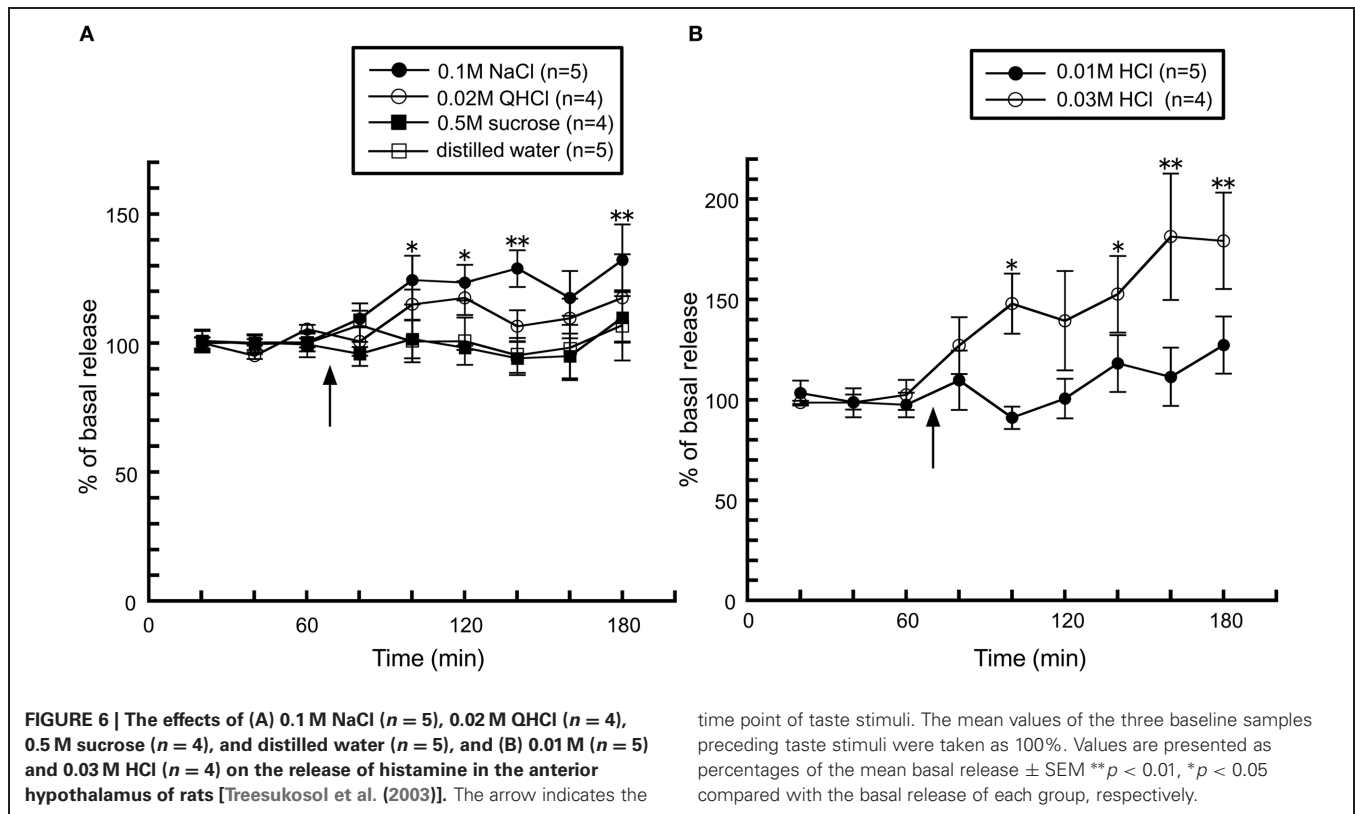 A
0.1M NaCl (n=5)
0.02M QHCl (n=4)
0.5M sucrose (n=4)
distilled water (n=5)
150
100
50
0
% of basal release
* * ** **
0 60 120 180
Time (min)
B
0.01M HCl (n=5)
0.03M HCl (n=4)
200
150
100
50
0
% of basal release
* * ** **
0 60 120 180
Time (min)
FIGURE 6 | The effects of (A) 0.1 M NaCl (n = 5), 0.02 M QHCl (n = 4),
0.5 M sucrose (n = 4), and distilled water (n = 5), and (B) 0.01 M (n = 5)
and 0.03 M HCl (n = 4) on the release of histamine in the anterior
hypothalamus of rats [Treesukosol et al. (2003)]. The arrow indicates the
time point of taste stimuli. The mean values of the three baseline samples
preceding taste stimuli were taken as 100%. Values are presented as
percentages of the mean basal release ± SEM **p < 0.01, *p < 0.05
compared with the basal release of each group, respectively.